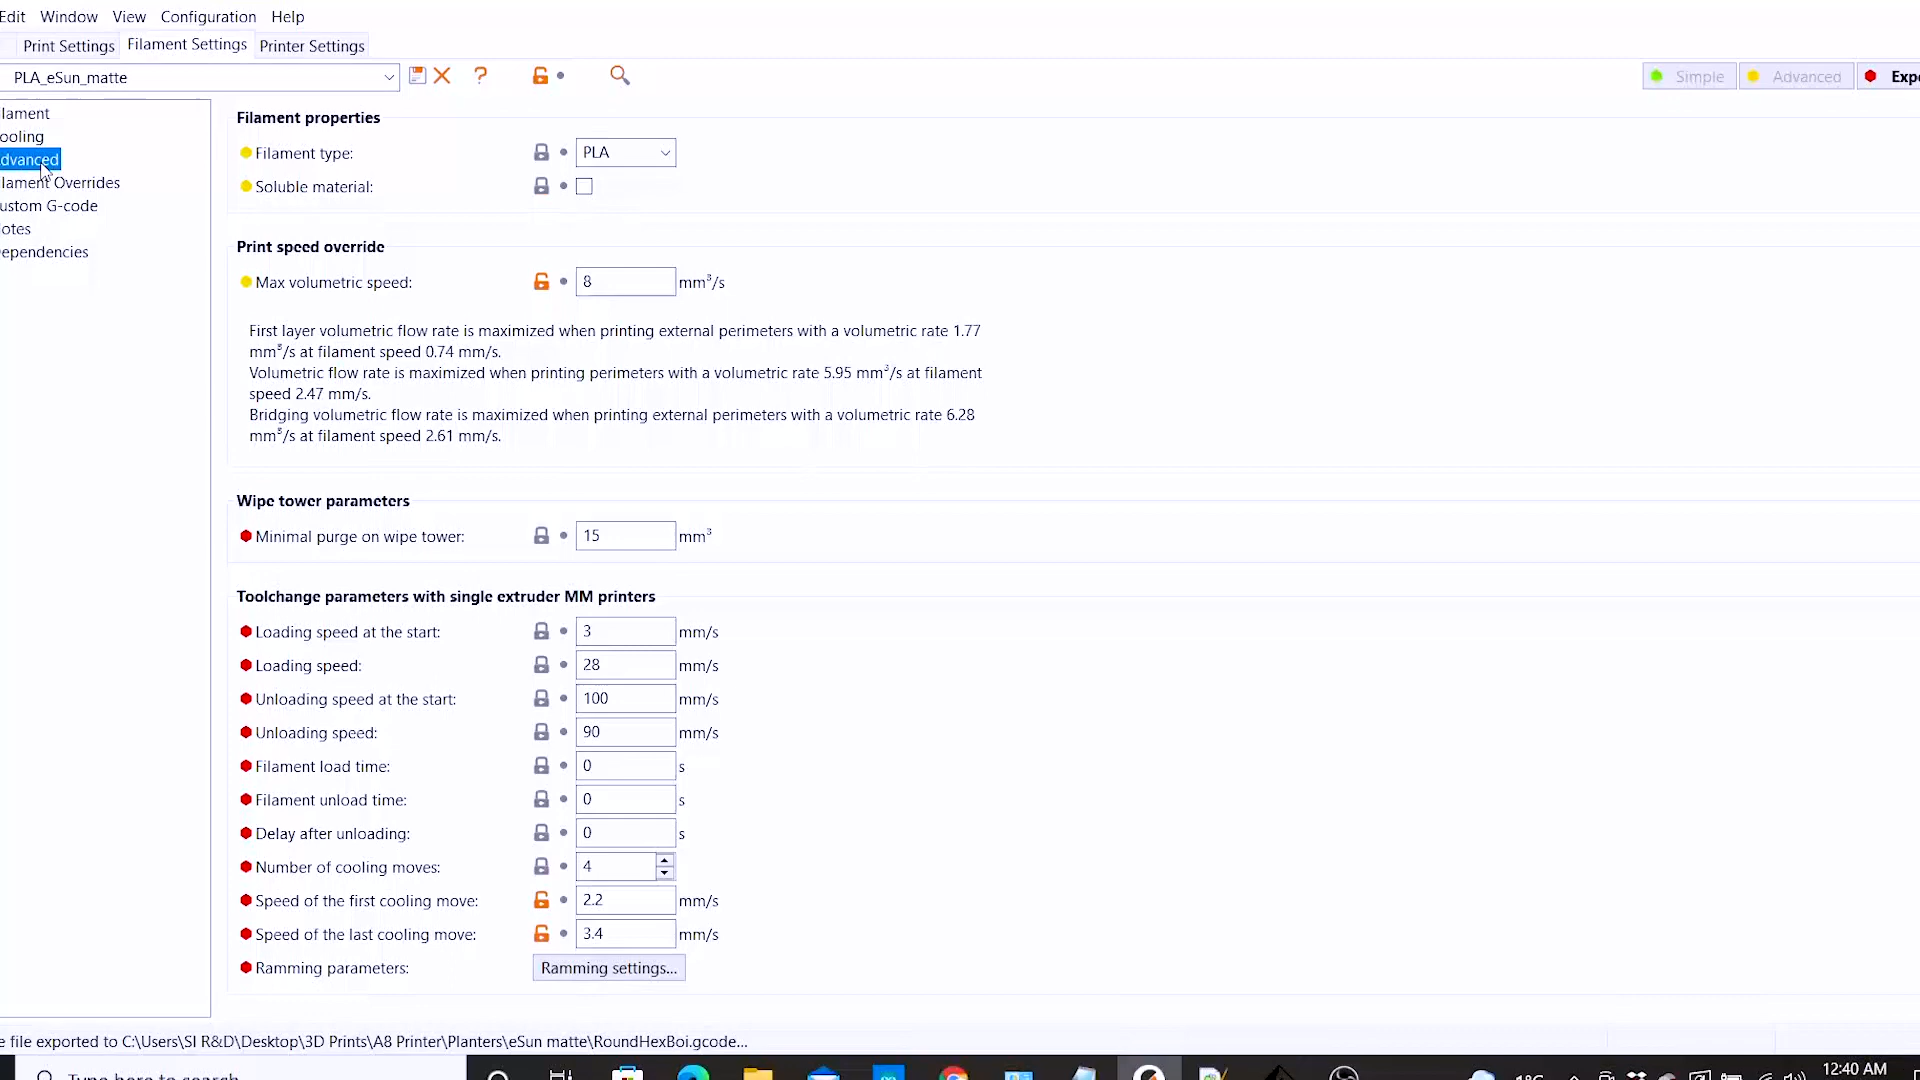 Edit Window View Configuration Help
Print Settings Filament Settings Printer Settings
PLA_eSun_matte
Simple Advanced Expe
ilament
ooling
dvanced
ilament Overrides
ustom G-code
otes
ependencies
Filament properties
Filament type: PLA
Soluble material:
Print speed override
Max volumetric speed: 8 mm³/s
First layer volumetric flow rate is maximized when printing external perimeters with a volumetric rate 1.77
mm³/s at filament speed 0.74 mm/s.
Volumetric flow rate is maximized when printing perimeters with a volumetric rate 5.95 mm³/s at filament
speed 2.47 mm/s.
Bridging volumetric flow rate is maximized when printing external perimeters with a volumetric rate 6.28
mm³/s at filament speed 2.61 mm/s.
Wipe tower parameters
Minimal purge on wipe tower: 15 mm³
Toolchange parameters with single extruder MM printers
Loading speed at the start: 3 mm/s
Loading speed: 28 mm/s
Unloading speed at the start: 100 mm/s
Unloading speed: 90 mm/s
Filament load time: 0 s
Filament unload time: 0 s
Delay after unloading: 0 s
Number of cooling moves: 4
Speed of the first cooling move: 2.2 mm/s
Speed of the last cooling move: 3.4 mm/s
Ramming parameters: Ramming settings...
e file exported to C:\Users\SI R&D\Desktop\3D Prints\A8 Printer\Planters\eSun matte\RoundHexBoi.gcode...
Type here to search
12:40 AM